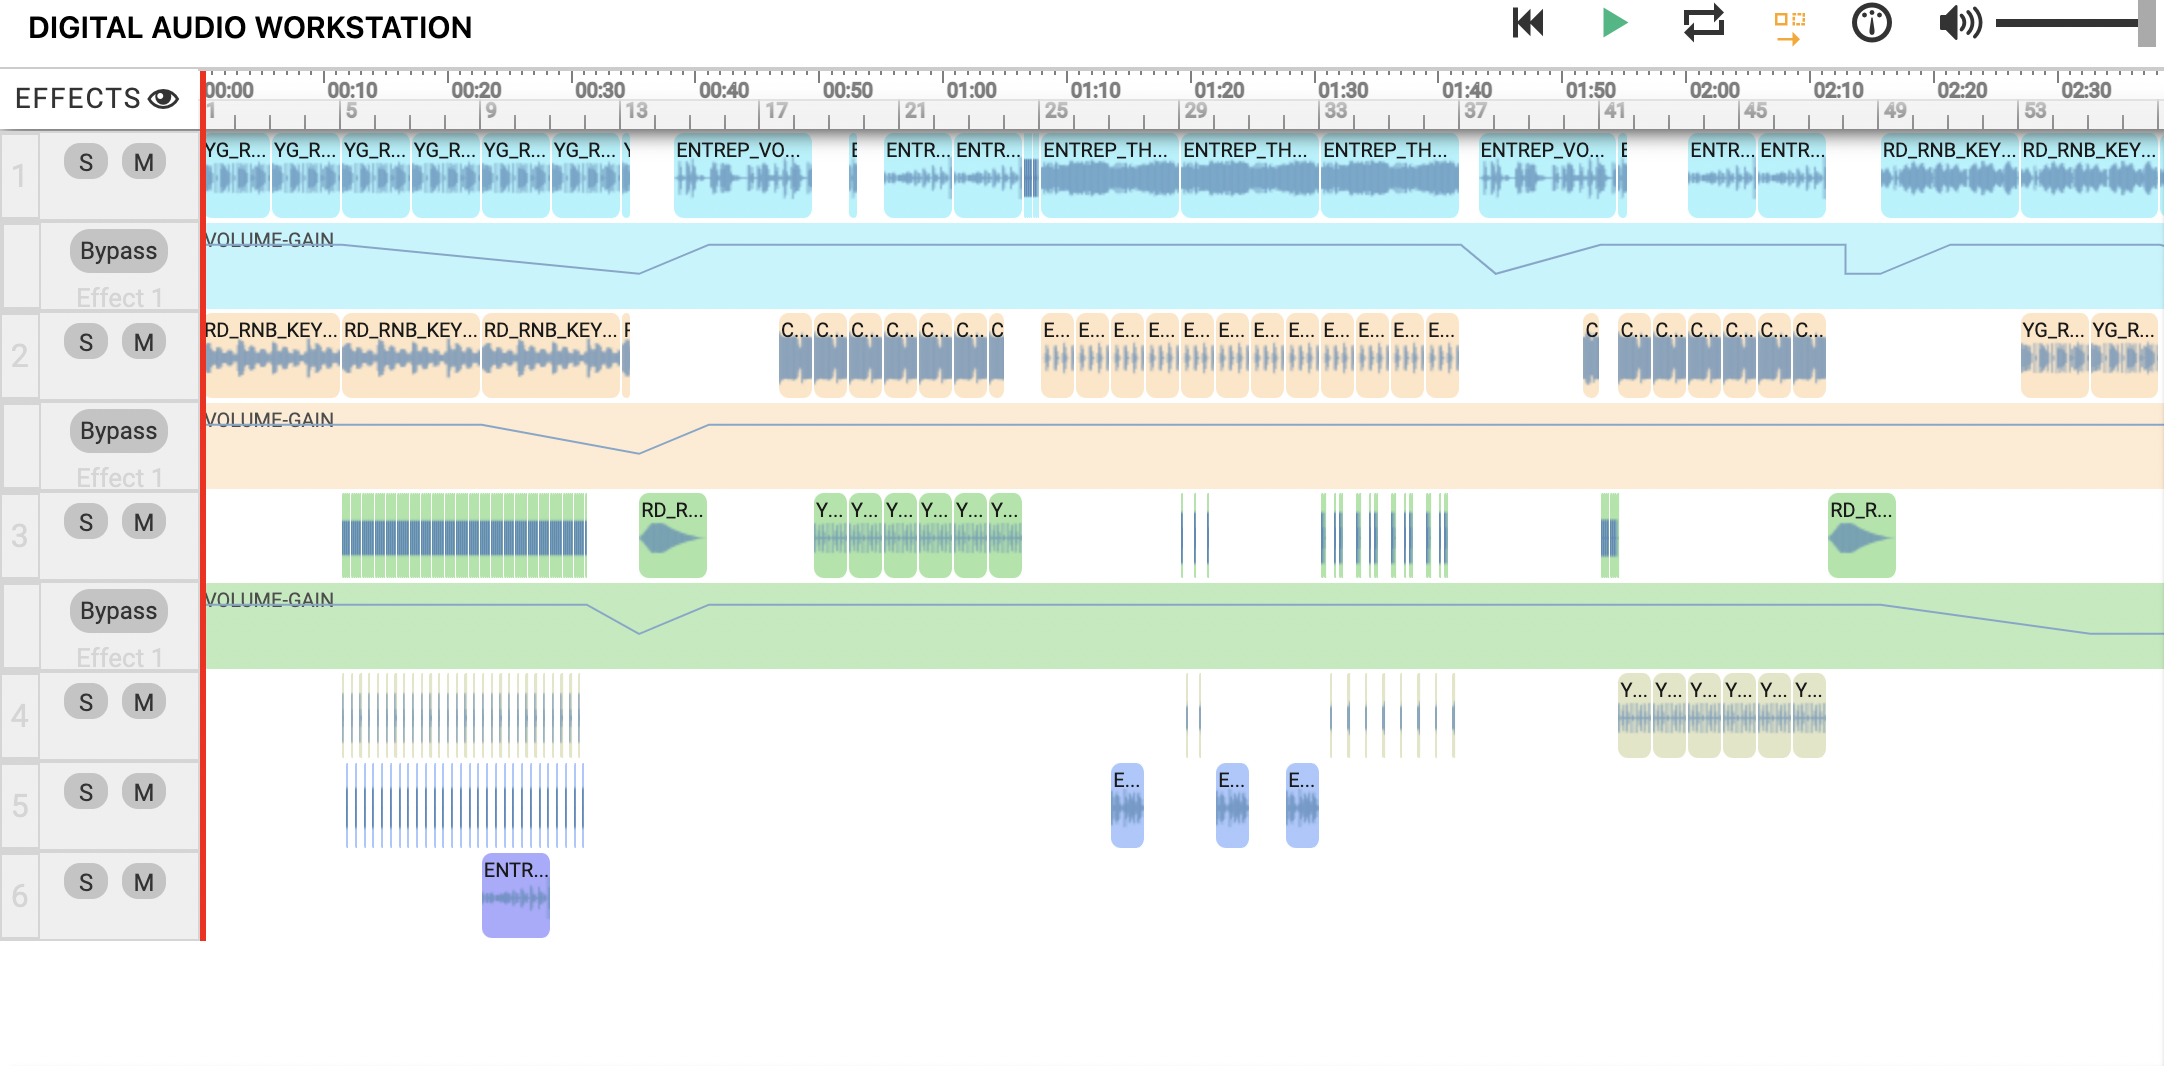 DIGITAL AUDIO WORKSTATION
EFFECTS
00:00 00:10 00:20 00:30 00:40 00:50 01:00 01:10 01:20 01:30 01:40 01:50 02:00 02:10 02:20 02:30
1 5 9 13 17 21 25 29 33 37 41 45 49 53
1 S M YG_R... YG_R... YG_R... YG_R... YG_R... YG_R... ENTREP_VO... ENTR... ENTR... ENTREP_TH... ENTREP_TH... ENTREP_TH... ENTREP_VO... ENTR... ENTR... RD_RNB_KEY... RD_RNB_KEY...
Bypass VOLUME-GAIN
Effect 1
2 S M RD_RNB_KEY... RD_RNB_KEY... RD_RNB_KEY... C... C... C... C... C... C... C E... E... E... E... E... E... E... E... E... E... E... E... C C... C... C... C... C... C... YG_R... YG_R...
Bypass VOLUME-GAIN
Effect 1
3 S M RD_R... Y... Y... Y... Y... Y... Y... RD_R...
Bypass VOLUME-GAIN
Effect 1
4 S M Y... Y... Y... Y... Y... Y...
5 S M E... E... E...
6 S M ENTR...